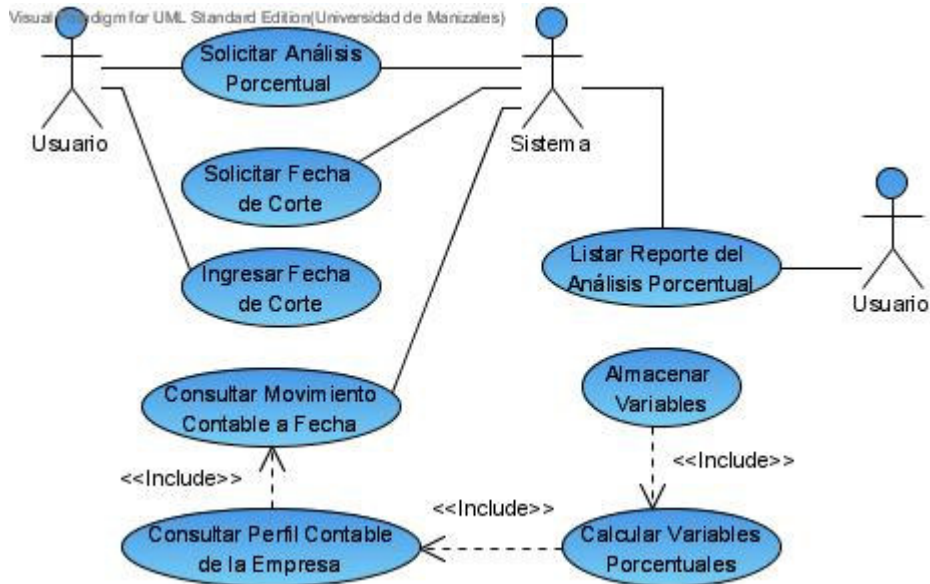 Visual Paradigm for UML Standard Edition(Universidad de Manizales)
Solicitar Análisis
Porcentual
Usuario
Sistema
Solicitar Fecha
de Corte
Ingresar Fecha
de Corte
Listar Reporte del
Análisis Porcentual
Usuario
Consultar Movimiento
Contable a Fecha
Almacenar
Variables
<<Include>>
<<Include>>
<<Include>>
Consultar Perfil Contable
de la Empresa
Calcular Variables
Porcentuales